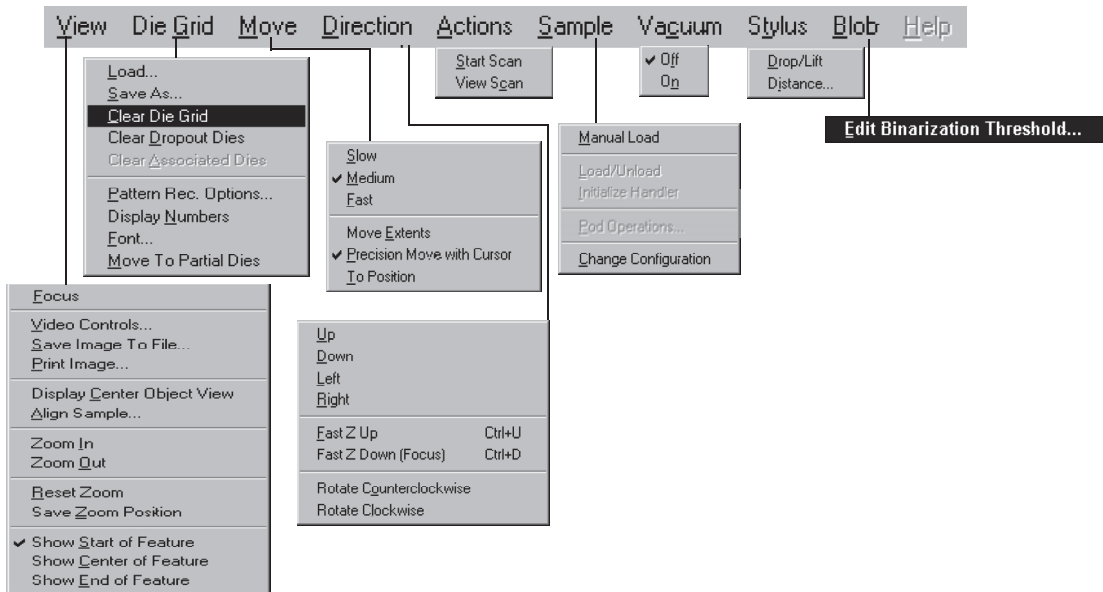 View Die Grid Move Direction Actions Sample Vacuum Stylus Blob Help
Load...
Save As...
Clear Die Grid
Clear Dropout Dies
Clear Associated Dies
Pattern Rec. Options...
Display Numbers
Font...
Move To Partial Dies
Focus
Video Controls...
Save Image To File...
Print Image...
Display Center Object View
Align Sample...
Zoom In
Zoom Out
Reset Zoom
Save Zoom Position
✓ Show Start of Feature
Show Center of Feature
Show End of Feature
Slow
✓ Medium
Fast
Move Extents
✓ Precision Move with Cursor
To Position
Up
Down
Left
Right
Fast Z Up Ctrl+U
Fast Z Down (Focus) Ctrl+D
Rotate Counterclockwise
Rotate Clockwise
Start Scan
View Scan
Manual Load
Load/Unload
Initialize Handler
Pod Operations...
Change Configuration
✓ Off
On
Drop/Lift
Distance...
Edit Binarization Threshold...